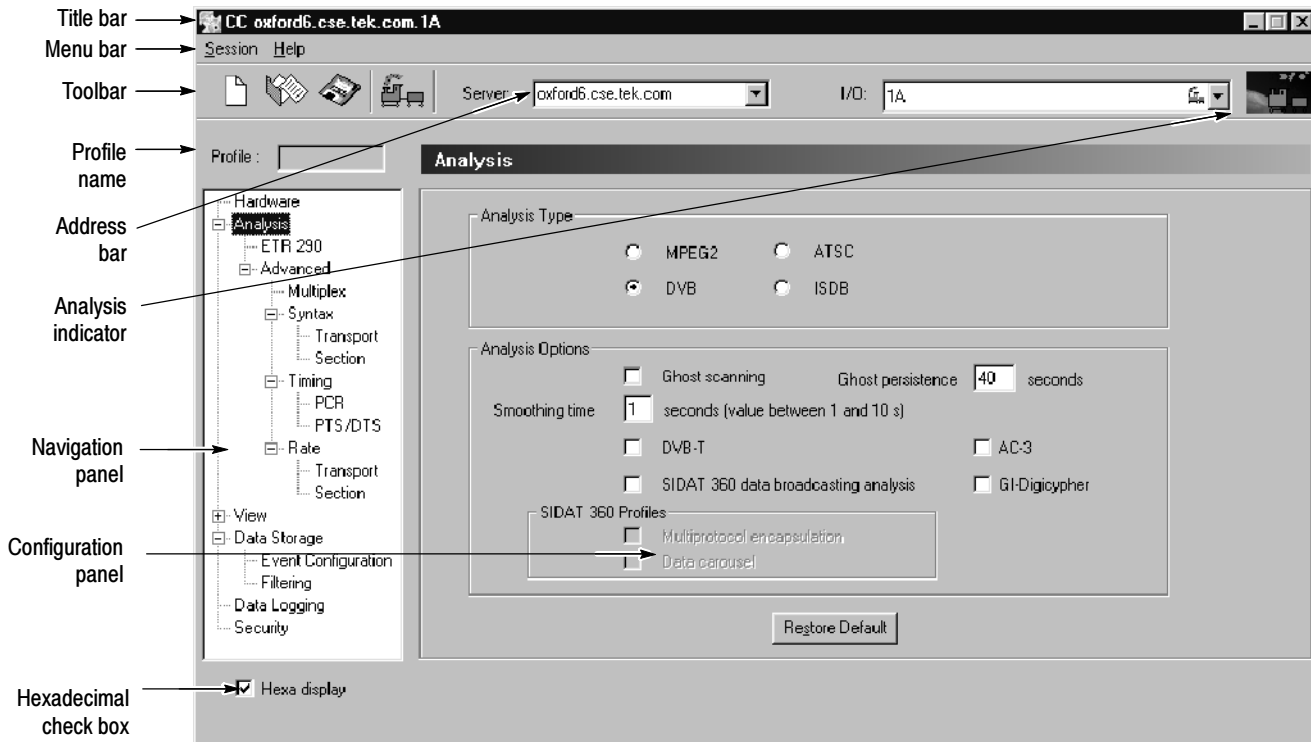 Title bar
CC oxford6.cse.tek.com.1A
Menu bar
Session Help
Toolbar
Server: oxford6.cse.tek.com
I/O: 1A
Profile name
Profile :
Analysis
Address bar
Analysis indicator
Navigation panel
Configuration panel
Hardware
Analysis
ETR 290
Advanced
Multiplex
Syntax
Transport
Section
Timing
PCR
PTS/DTS
Rate
Transport
Section
View
Data Storage
Event Configuration
Filtering
Data Logging
Security
Analysis Type
MPEG2 ATSC
DVB ISDB
Analysis Options
Ghost scanning Ghost persistence 40 seconds
Smoothing time 1 seconds (value between 1 and 10 s)
DVB-T AC-3
SIDAT 360 data broadcasting analysis GI-Digicypher
SIDAT 360 Profiles
Multiprotocol encapsulation
Data carousel
Restore Default
Hexadecimal check box
Hexa display